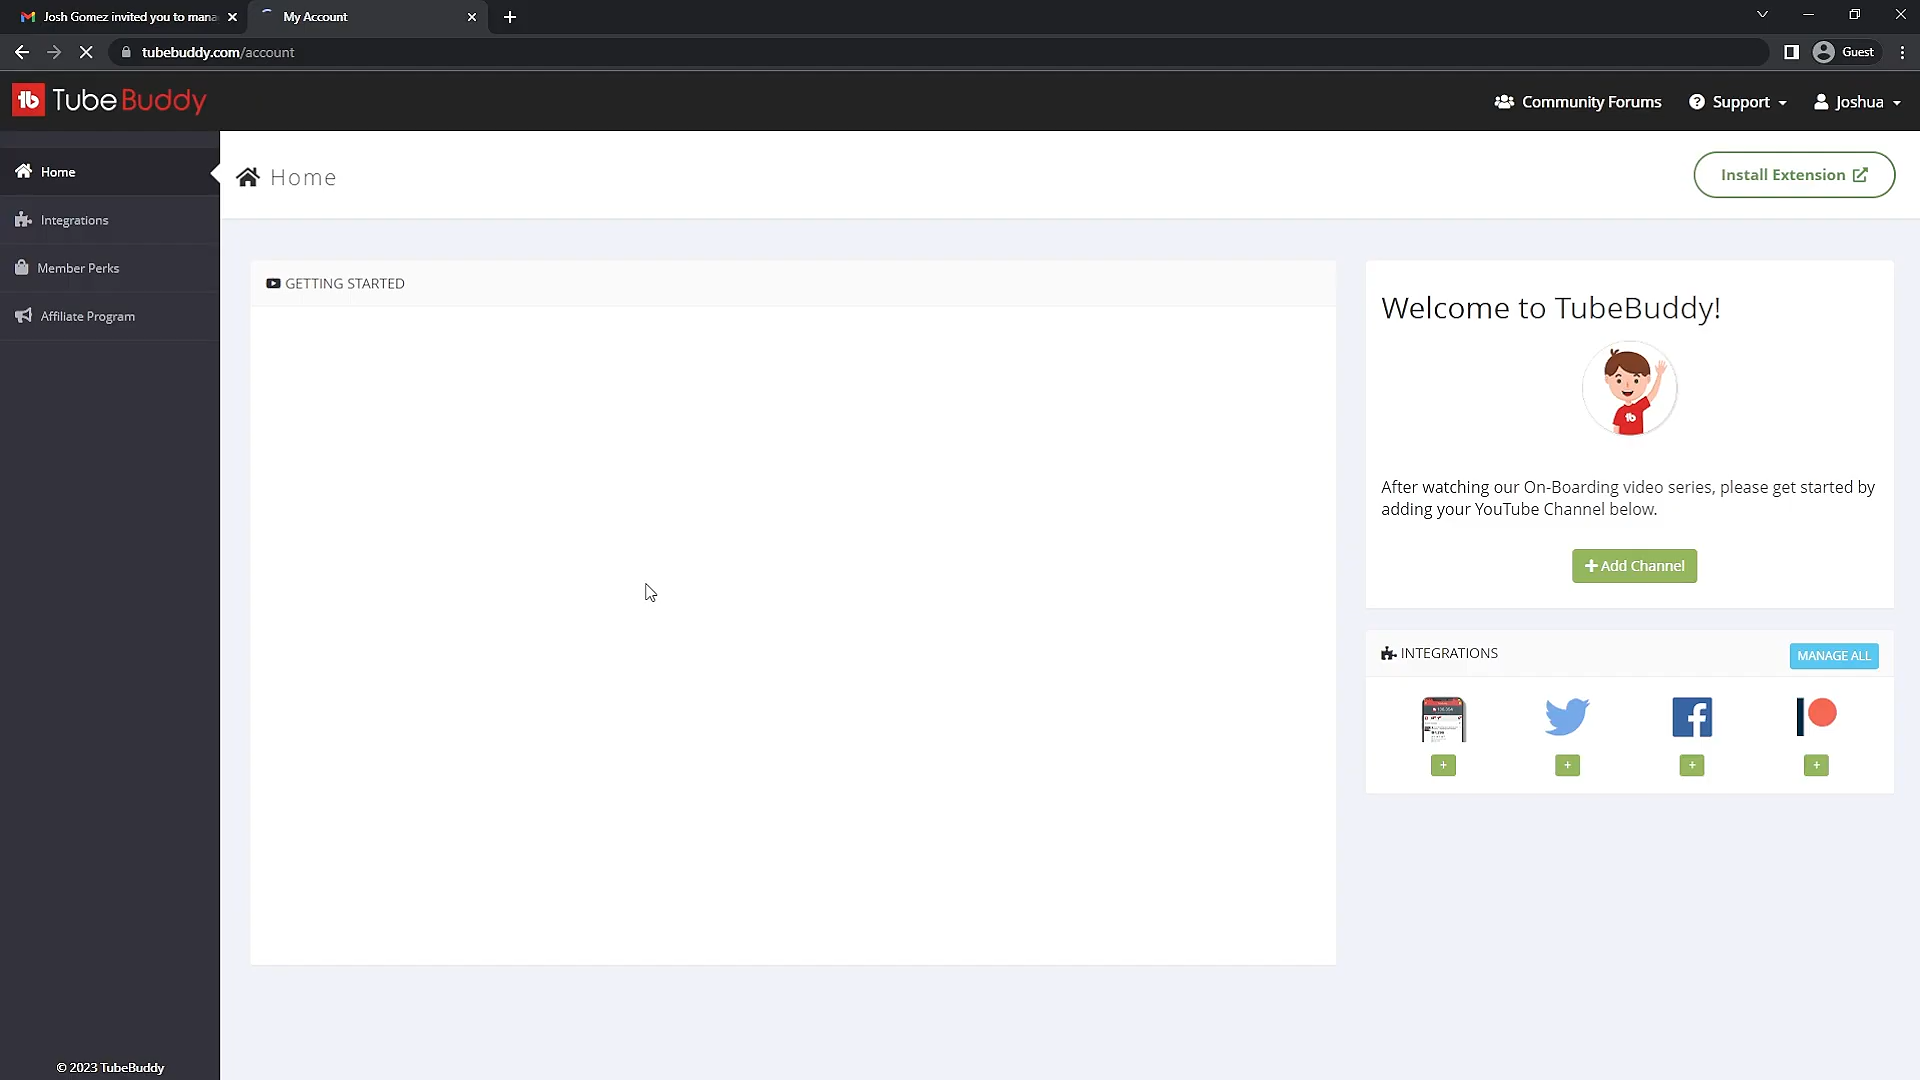 Josh Gomez invited you to mana
My Account
tubebuddy.com/account
Guest
tb TubeBuddy
Community Forums
Support
Joshua
Home
Integrations
Member Perks
Affiliate Program
Home
Install Extension
GETTING STARTED
Welcome to TubeBuddy!
After watching our On-Boarding video series, please get started by
adding your YouTube Channel below.
+ Add Channel
INTEGRATIONS
MANAGE ALL
+ + + +
© 2023 TubeBuddy